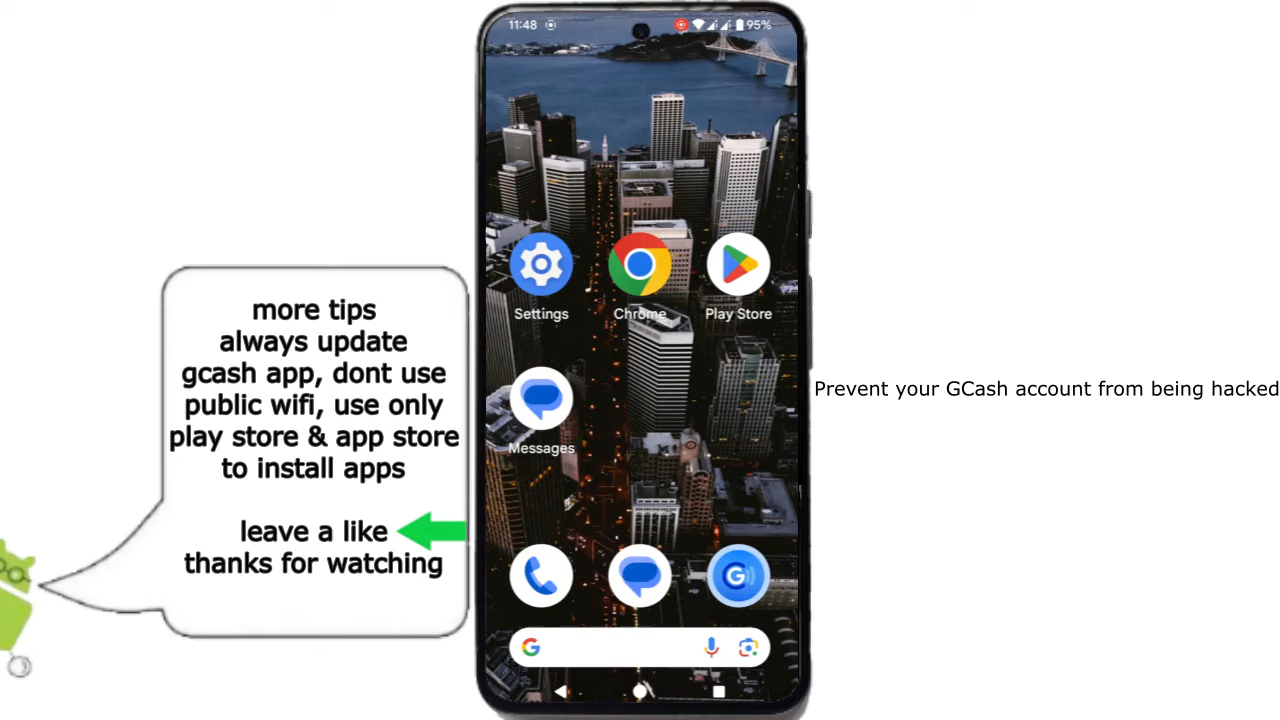 11:48
95%
Settings
Chrome
Play Store
Messages
G
G
more tips
always update
gcash app, dont use
public wifi, use only
play store & app store
to install apps
leave a like
thanks for watching
Prevent your GCash account from being hacked